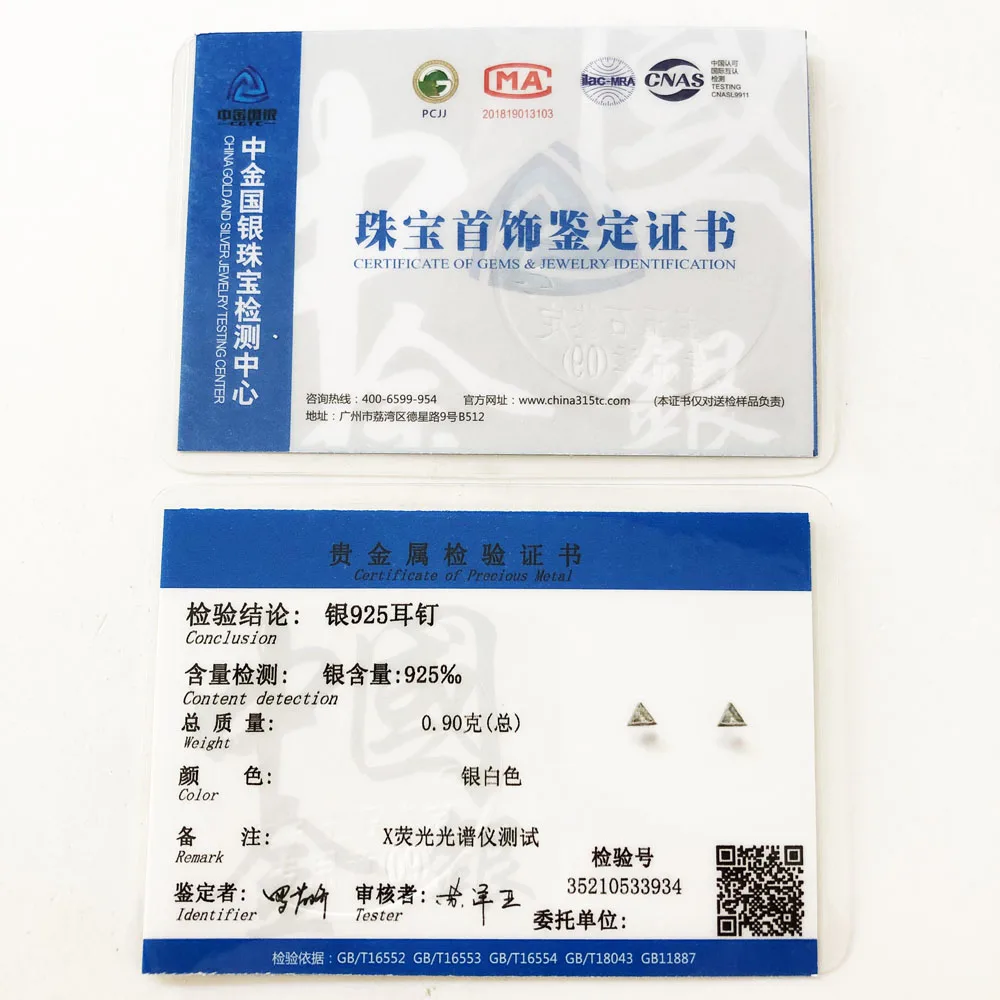 中金国银
CGTC
中金国银珠宝检测中心
CHINA GOLD AND SILVER JEWELRY TESTING CENTER
PCJJ
MA
201819013103
ilac-MRA
CNAS
中国认可
国际互认
检测
TESTING
CNASL9911
珠宝首饰鉴定证书
CERTIFICATE OF GEMS & JEWELRY IDENTIFICATION
(09)
咨询热线：400-6599-954 官方网址：www.china315tc.com (本证书仅对送检样品负责)
地址：广州市荔湾区德星路9号B512
贵金属检验证书
Certificate of Precious Metal
检验结论: 银925耳钉
Conclusion
含量检测: 银含量:925‰
Content detection
总质量: 0.90克(总)
Weight
颜色: 银白色
Color
备注: X荧光光谱仪测试
Remark
检验号
35210533934
鉴定者:
Identifier
审核者:
Tester
委托单位:
检验依据：GB/T16552 GB/T16553 GB/T16554 GB/T18043 GB11887